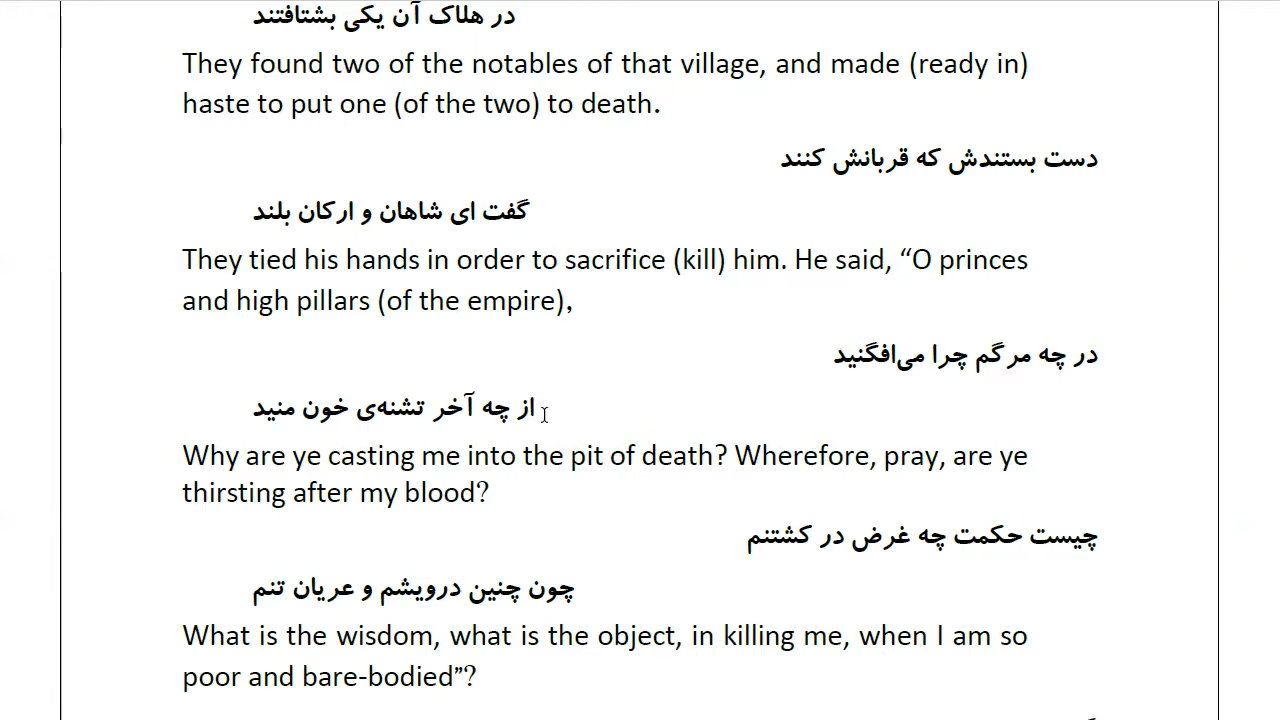 در هلاک آن یکی بشتافتند
They found two of the notables of that village, and made (ready in)
haste to put one (of the two) to death.
دست بستندش که قربانش کنند
گفت ای شاهان و ارکان بلند
They tied his hands in order to sacrifice (kill) him. He said, “O princes
and high pillars (of the empire),
در چه مرگم چرا می‌افگنید
از چه آخر تشنه‌ی خون منید
Why are ye casting me into the pit of death? Wherefore, pray, are ye
thirsting after my blood?
چیست حکمت چه غرض در کشتنم
چون چنین درویشم و عریان تنم
What is the wisdom, what is the object, in killing me, when I am so
poor and bare-bodied”?